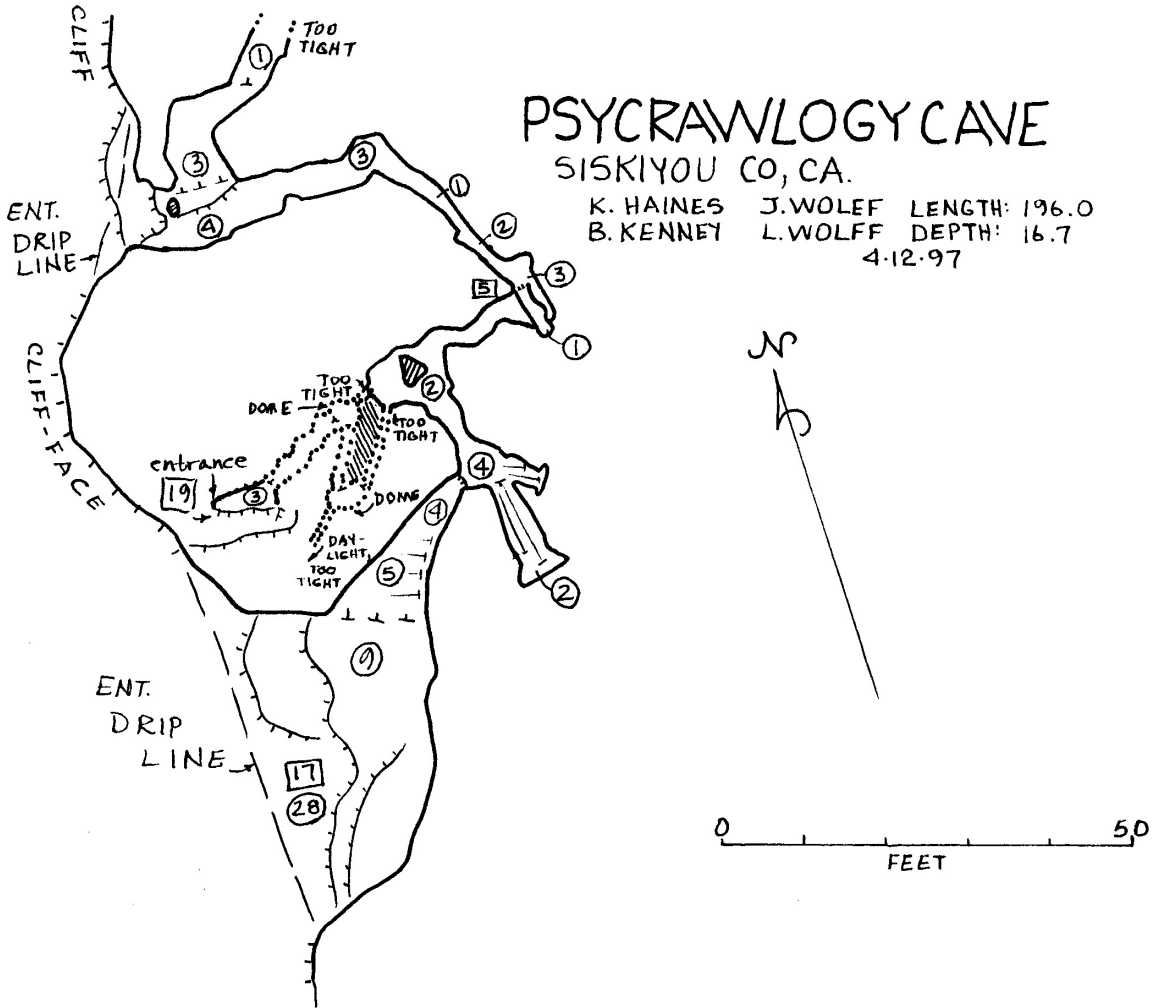 PSYCRAWLOGY CAVE
SISKIYOU CO, CA.
K. HAINES J. WOLFF LENGTH: 196.0
B. KENNEY L. WOLFF DEPTH: 16.7
4.12.97
CLIFF
TOO
TIGHT
1
3
3
ENT.
DRIP
LINE
4
1
2
3
5
1
N
CLIFF-FACE
TOO
TIGHT
DOME
2
TOO
TIGHT
entrance
19
3
4
DOME
4
DAY-
LIGHT,
TOO
TIGHT
5
2
9
ENT.
DRIP
LINE
17
28
0 50
FEET